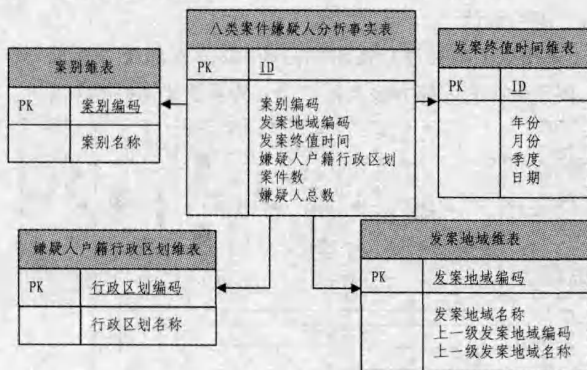 八类案件嫌疑人分析事实表
PK ID
案别编码
发案地域编码
发案终值时间
嫌疑人户籍行政区划
案件数
嫌疑人总数
案别维表
PK 案别编码
案别名称
发案终值时间维表
PK ID
年份
月份
季度
日期
嫌疑人户籍行政区划维表
PK 行政区划编码
行政区划名称
发案地域维表
PK 发案地域编码
发案地域名称
上一级发案地域编码
上一级发案地域名称